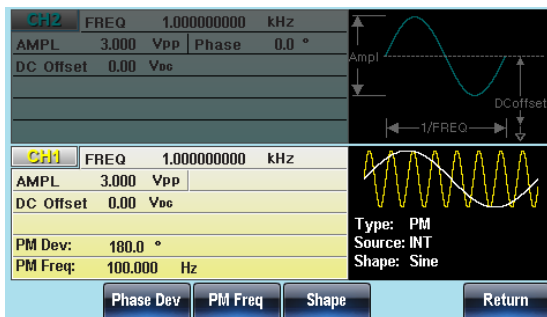 CH2 FREQ 1.000000000 kHz
AMPL 3.000 Vpp Phase 0.0 °
DC Offset 0.00 VDC
Ampl
DCoffset
1/FREQ
CH1 FREQ 1.000000000 kHz
AMPL 3.000 Vpp
DC Offset 0.00 VDC
PM Dev: 180.0 °
PM Freq: 100.000 Hz
Type: PM
Source: INT
Shape: Sine
Phase Dev PM Freq Shape Return